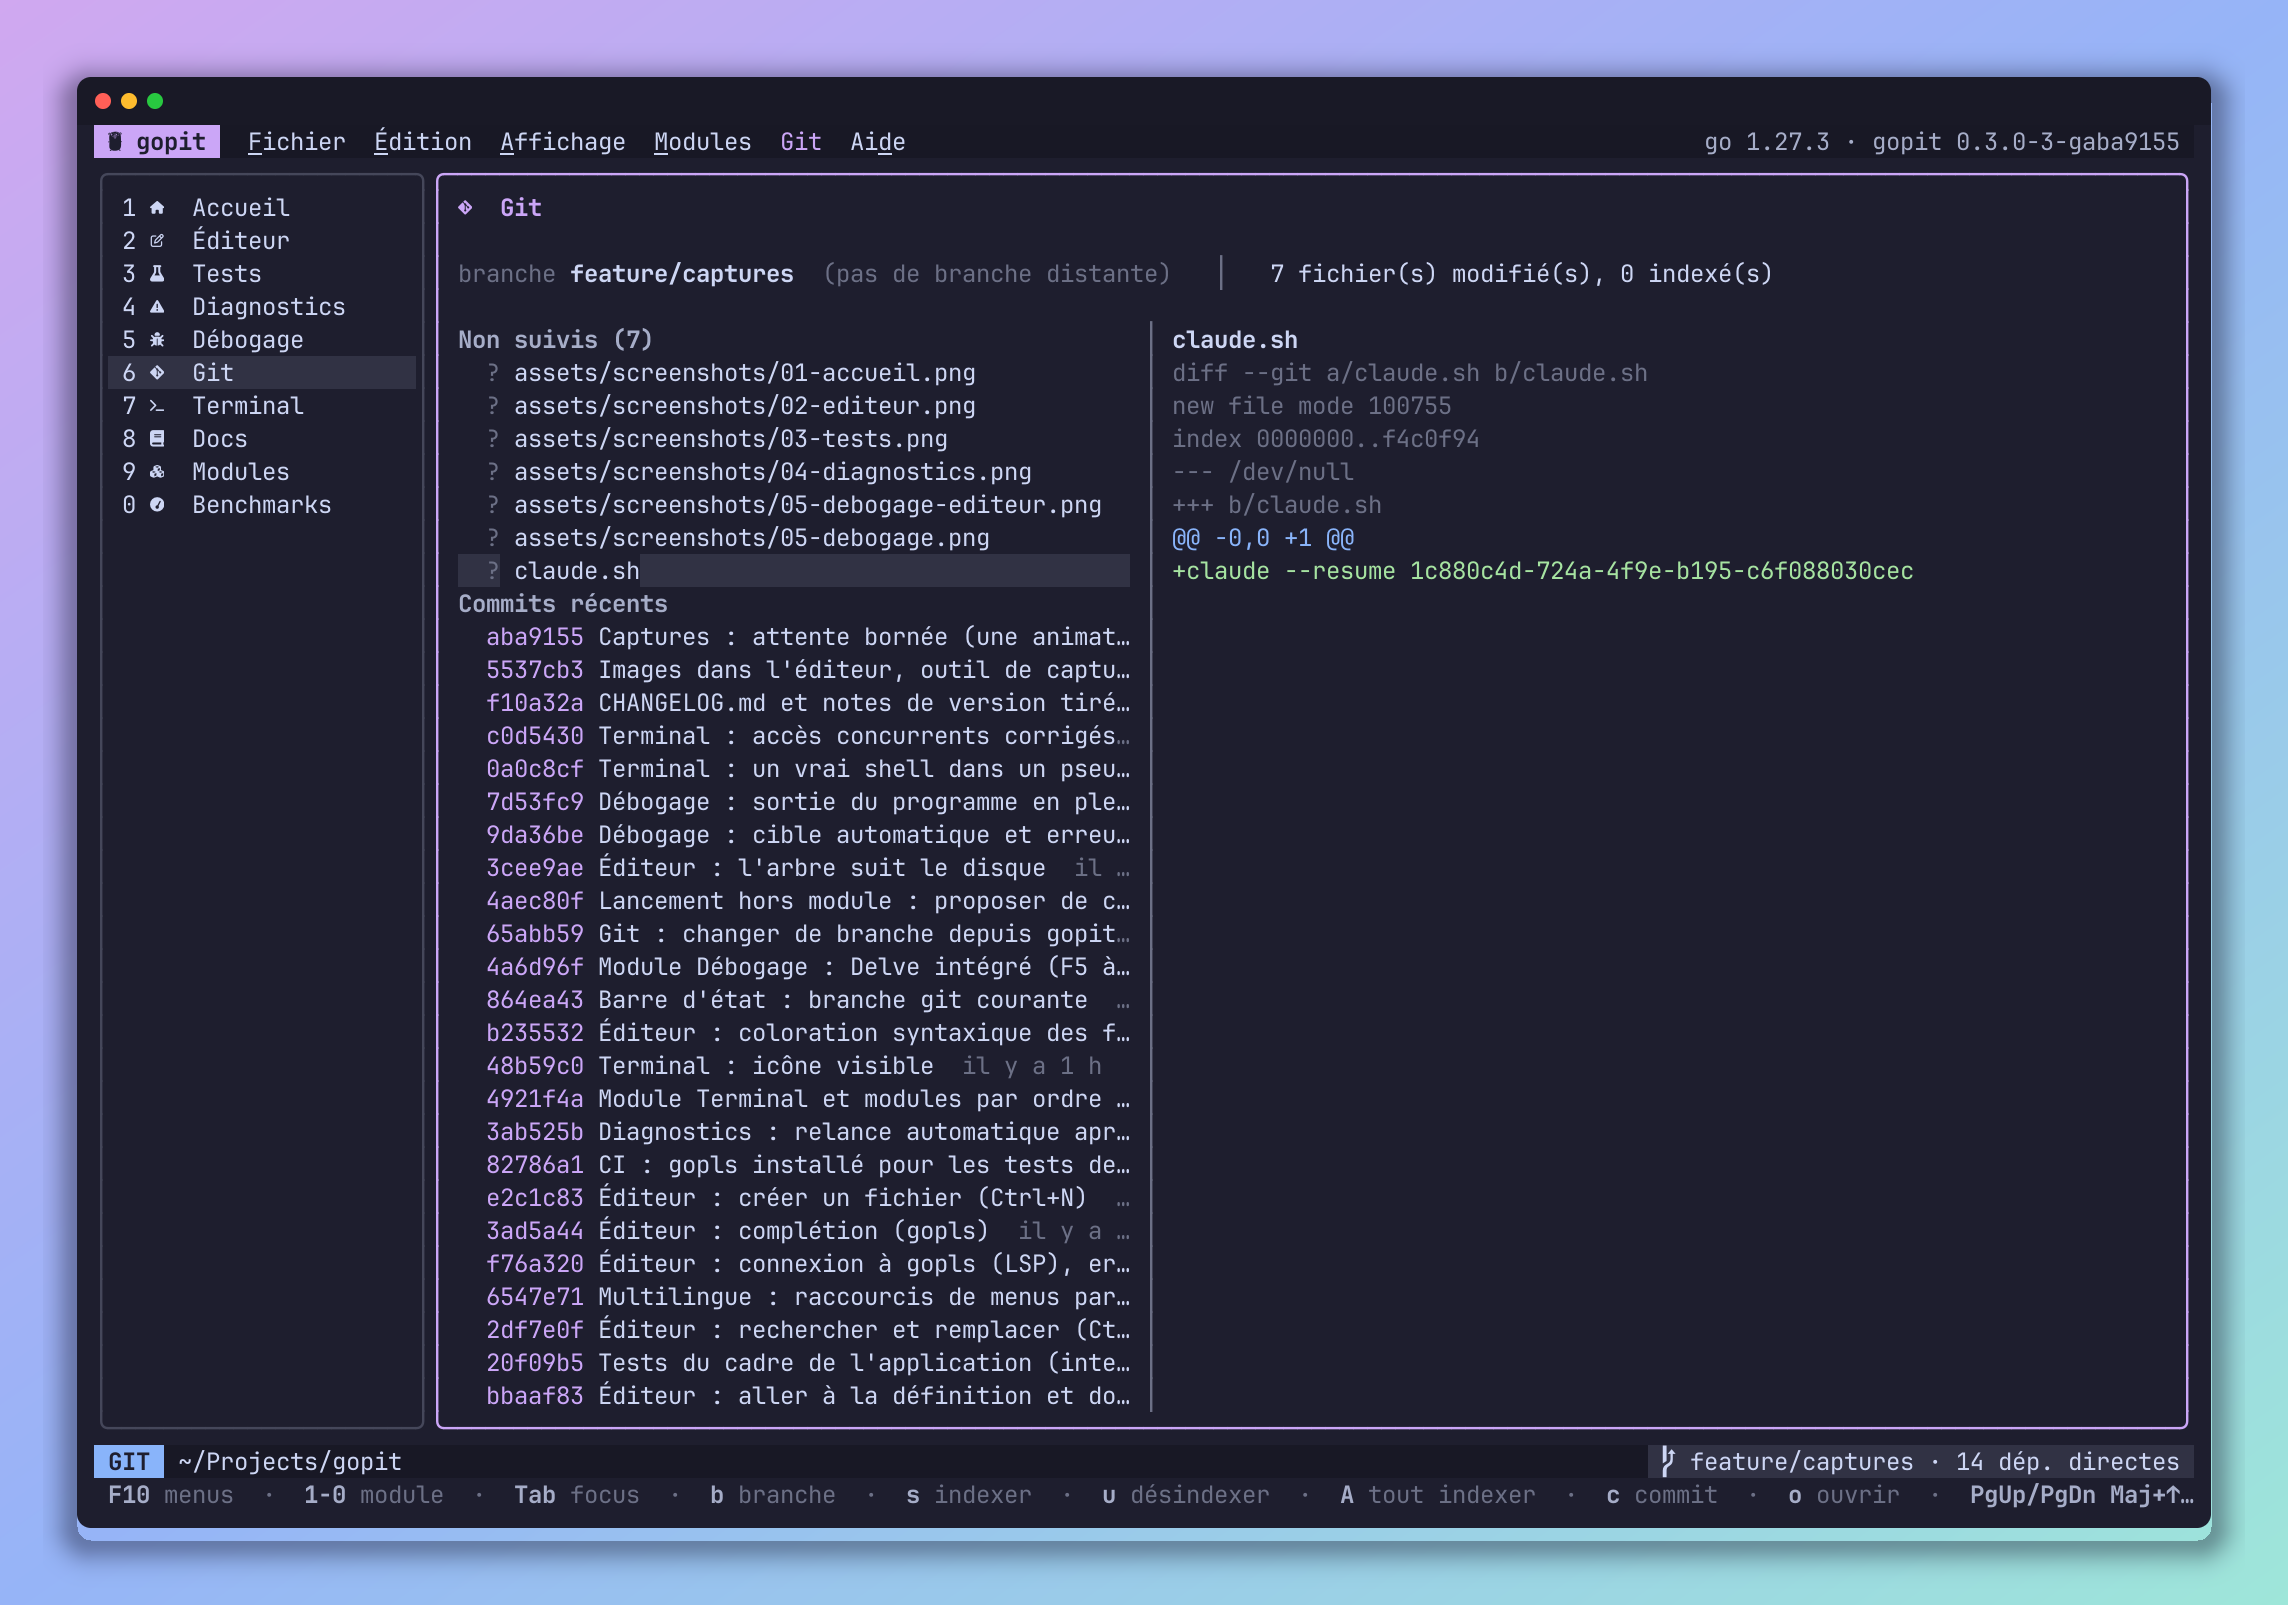 gopit Fichier Édition Affichage Modules Git Aide go 1.27.3 · gopit 0.3.0-3-gaba9155
1 Accueil
2 Éditeur
3 Tests
4 Diagnostics
5 Débogage
6 Git
7 Terminal
8 Docs
9 Modules
0 Benchmarks
Git
branche feature/captures (pas de branche distante) │ 7 fichier(s) modifié(s), 0 indexé(s)
Non suivis (7)
? assets/screenshots/01-accueil.png
? assets/screenshots/02-editeur.png
? assets/screenshots/03-tests.png
? assets/screenshots/04-diagnostics.png
? assets/screenshots/05-debogage-editeur.png
? assets/screenshots/05-debogage.png
? claude.sh
Commits récents
aba9155 Captures : attente bornée (une animat…
5537cb3 Images dans l'éditeur, outil de captu…
f10a32a CHANGELOG.md et notes de version tiré…
c0d5430 Terminal : accès concurrents corrigés…
0a0c8cf Terminal : un vrai shell dans un pseu…
7d53fc9 Débogage : sortie du programme en ple…
9da36be Débogage : cible automatique et erreu…
3cee9ae Éditeur : l'arbre suit le disque il …
4aec80f Lancement hors module : proposer de c…
65abb59 Git : changer de branche depuis gopit…
4a6d96f Module Débogage : Delve intégré (F5 à…
864ea43 Barre d'état : branche git courante …
b235532 Éditeur : coloration syntaxique des f…
48b59c0 Terminal : icône visible il y a 1 h
4921f4a Module Terminal et modules par ordre …
3ab525b Diagnostics : relance automatique apr…
82786a1 CI : gopls installé pour les tests de…
e2c1c83 Éditeur : créer un fichier (Ctrl+N) …
3ad5a44 Éditeur : complétion (gopls) il y a …
f76a320 Éditeur : connexion à gopls (LSP), er…
6547e71 Multilingue : raccourcis de menus par…
2df7e0f Éditeur : rechercher et remplacer (Ct…
20f09b5 Tests du cadre de l'application (inte…
bbaaf83 Éditeur : aller à la définition et do…
claude.sh
diff --git a/claude.sh b/claude.sh
new file mode 100755
index 0000000..f4c0f94
--- /dev/null
+++ b/claude.sh
@@ -0,0 +1 @@
+claude --resume 1c880c4d-724a-4f9e-b195-c6f088030cec
GIT ~/Projects/gopit feature/captures · 14 dép. directes
F10 menus · 1-0 module · Tab focus · b branche · s indexer · u désindexer · A tout indexer · c commit · o ouvrir · PgUp/PgDn Maj+↑…